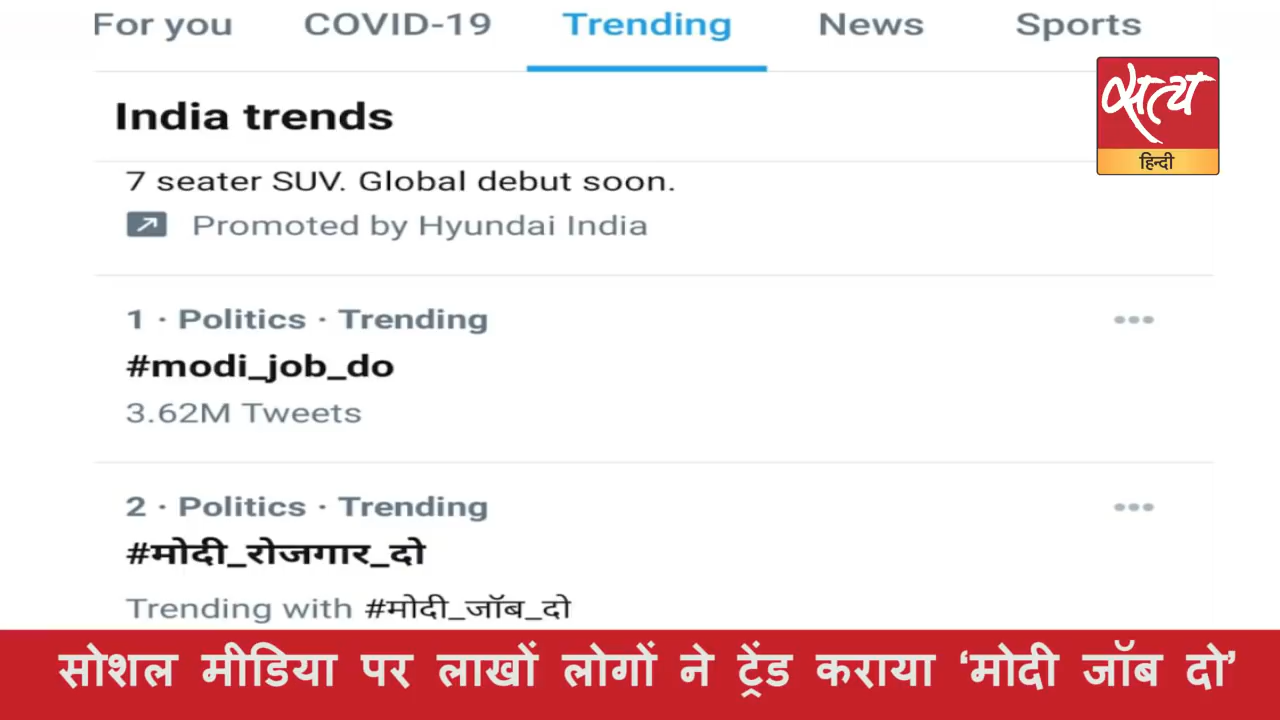 For you COVID-19 Trending News Sports
India trends
सत्य
हिन्दी
7 seater SUV. Global debut soon.
Promoted by Hyundai India
1 · Politics · Trending
#modi_job_do
3.62M Tweets
2 · Politics · Trending
#मोदी_रोजगार_दो
Trending with #मोदी_जॉब_दो
सोशल मीडिया पर लाखों लोगों ने ट्रेंड कराया ‘मोदी जॉब दो’